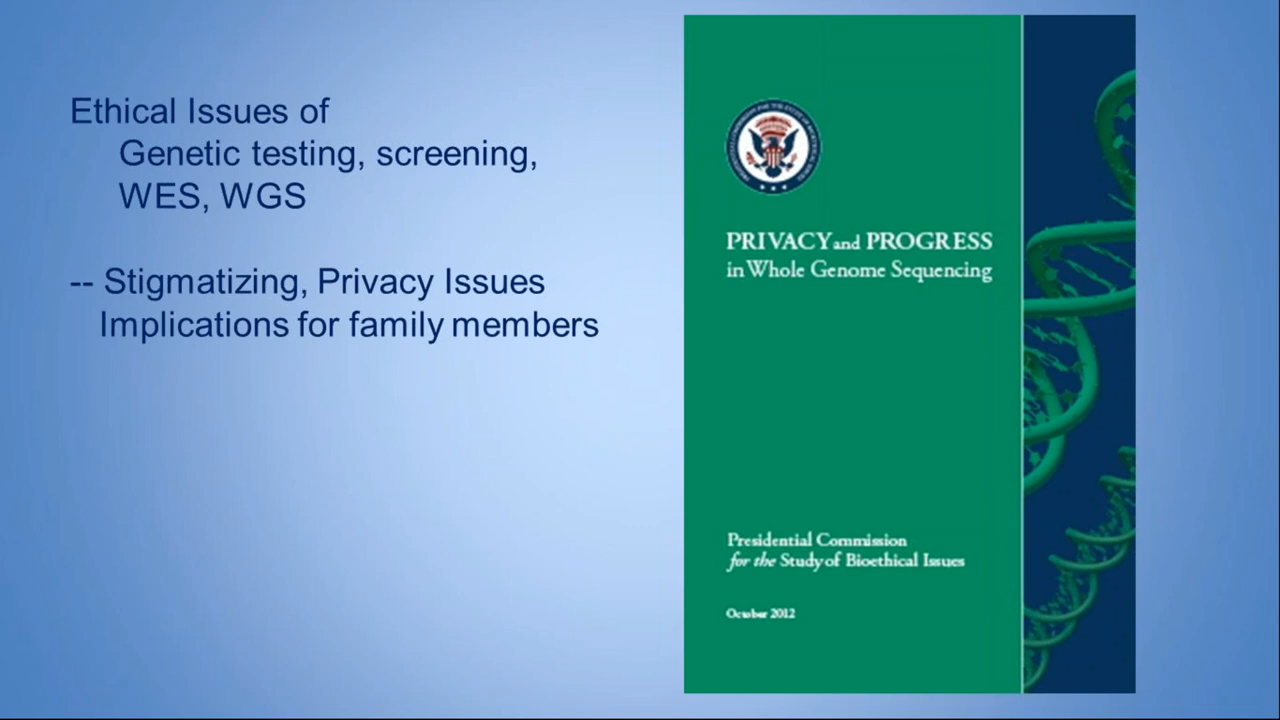 Ethical Issues of
Genetic testing, screening,
WES, WGS
-- Stigmatizing, Privacy Issues
Implications for family members
PRIVACY and PROGRESS
in Whole Genome Sequencing
Presidential Commission
for the Study of Bioethical Issues
October 2012